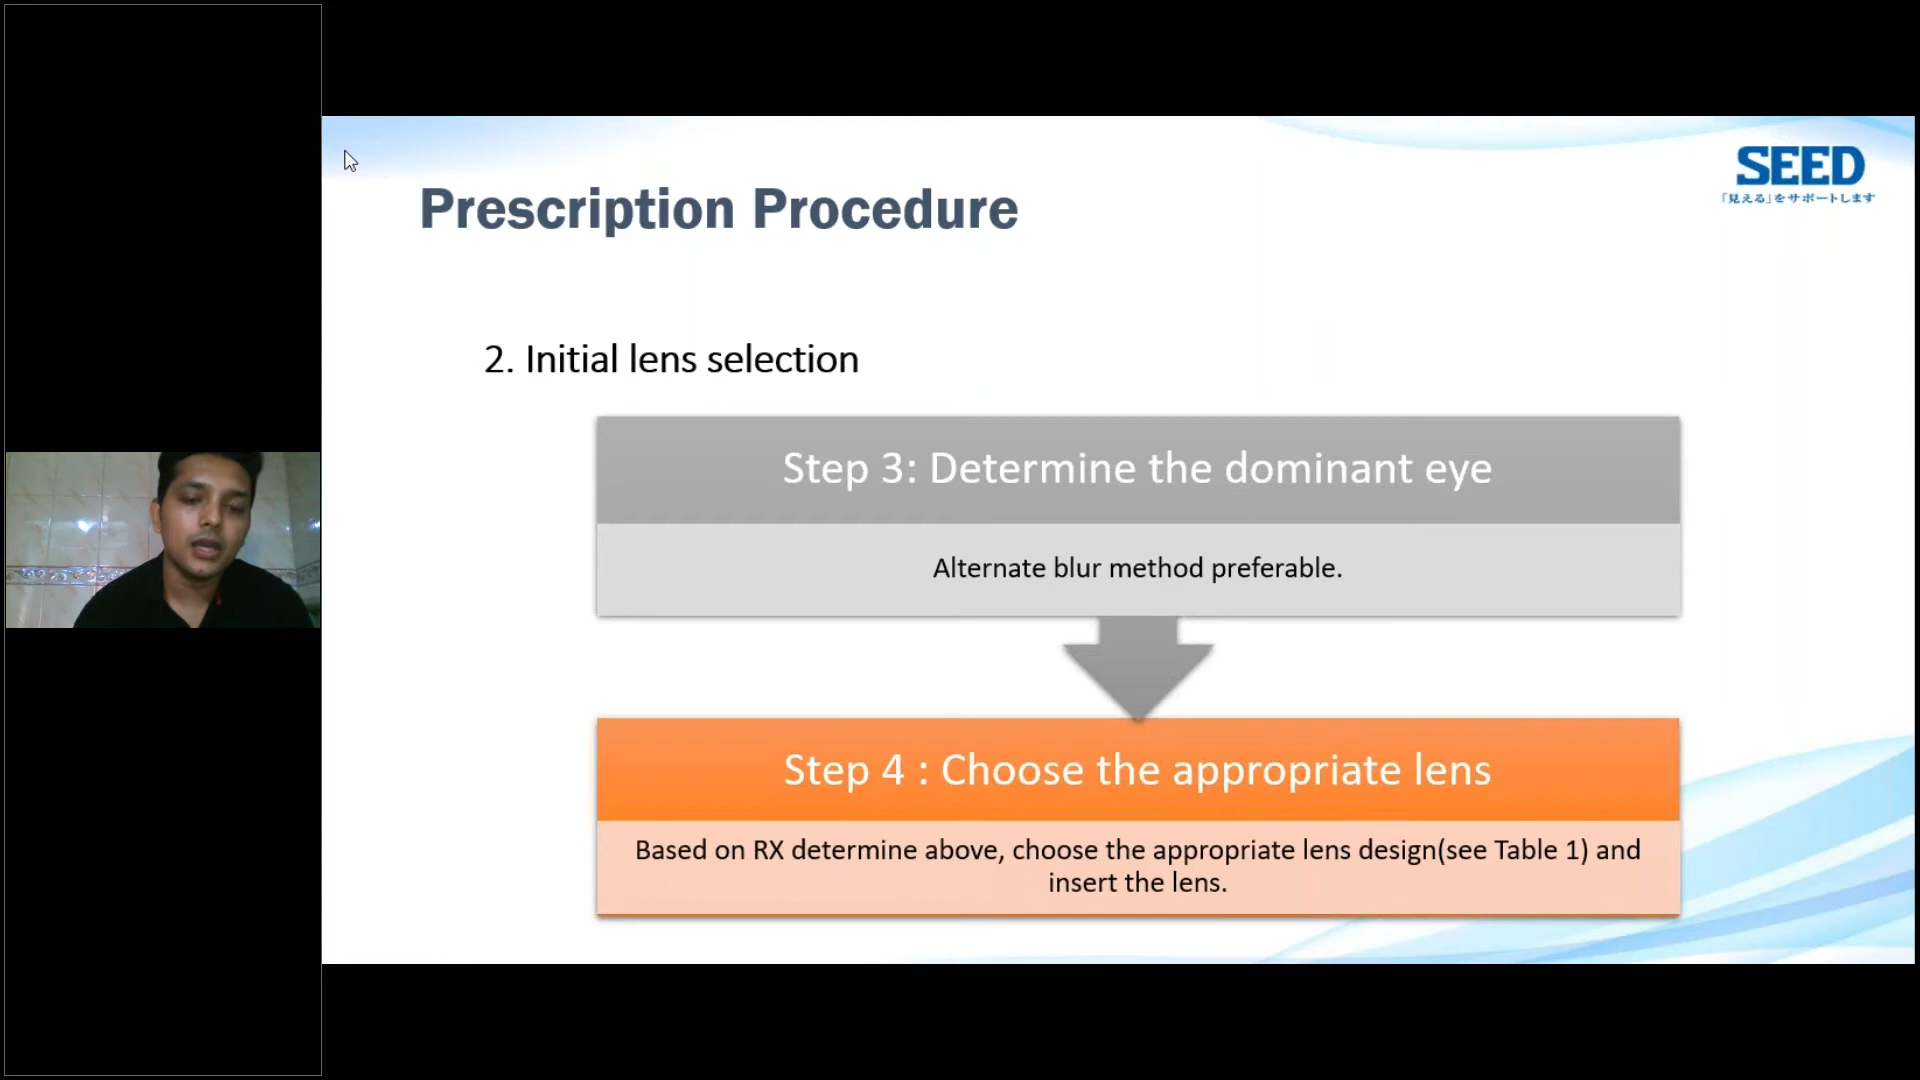 SEED
「見える」をサポートします
Prescription Procedure
2. Initial lens selection
Step 3: Determine the dominant eye
Alternate blur method preferable.
Step 4 : Choose the appropriate lens
Based on RX determine above, choose the appropriate lens design(see Table 1) and
insert the lens.